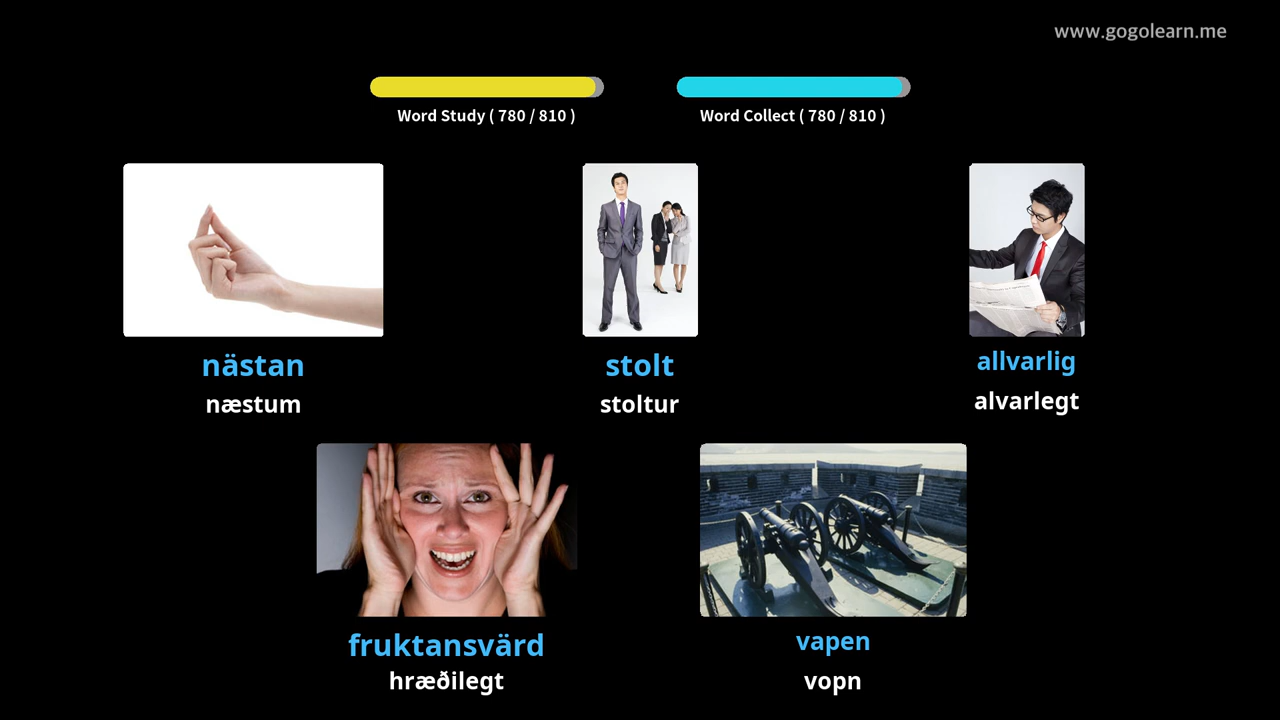 www.gogolearn.me
Word Study ( 780 / 810 )
Word Collect ( 780 / 810 )
nästan
næstum
stolt
stoltur
allvarlig
alvarlegt
fruktansvärd
hræðilegt
vapen
vopn